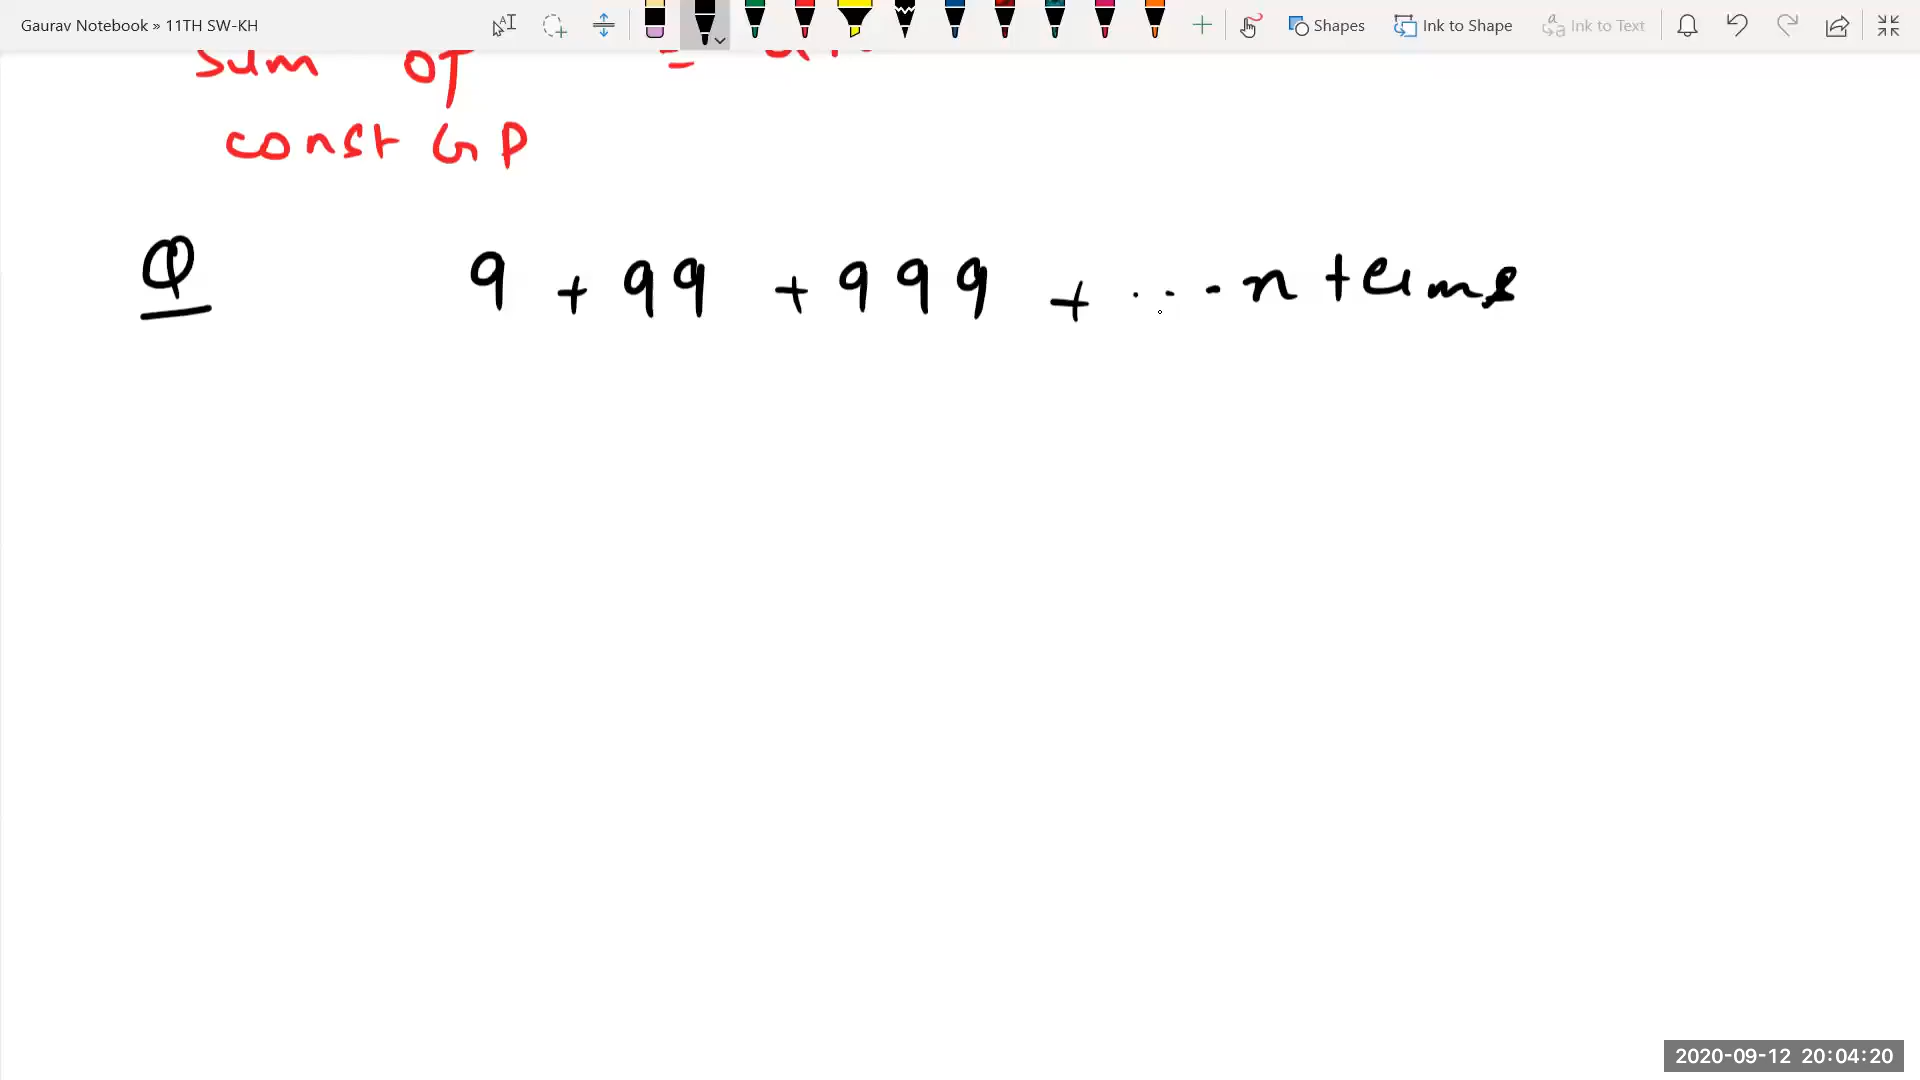 Gaurav Notebook » 11TH SW-KH
Shapes
Ink to Shape
Ink to Text
sum of =
const GP
Q 9 + 99 + 999 + ... n terms
2020-09-12 20:04:20